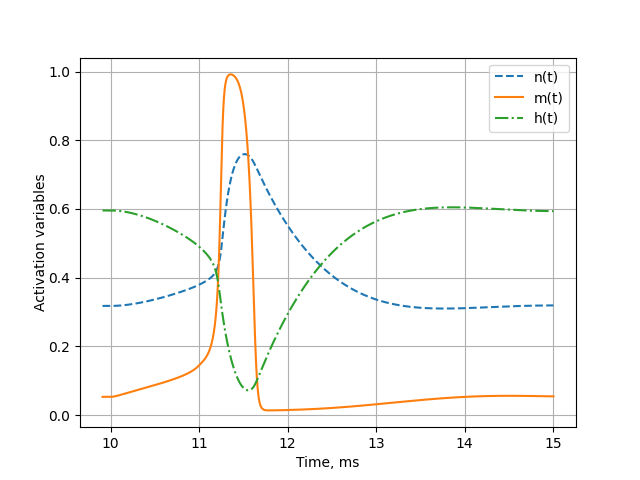 1.0
0.8
0.6
0.4
0.2
0.0
Activation variables
n(t)
m(t)
h(t)
10 11 12 13 14 15
Time, ms